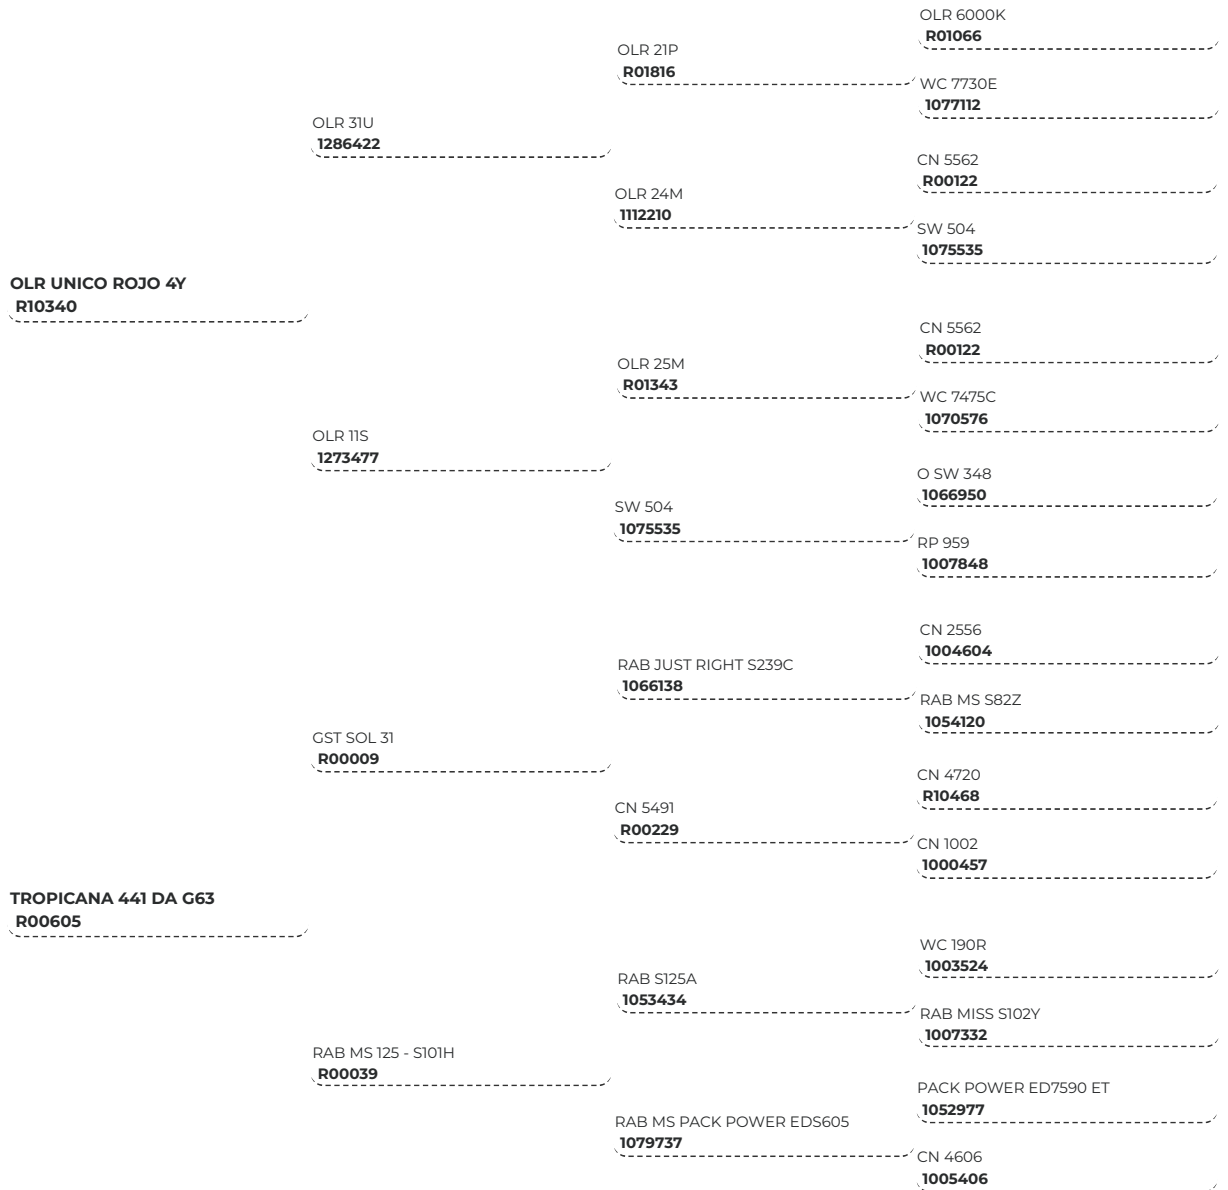 OLR 6000K
R01066
OLR 21P
R01816
WC 7730E
1077112
OLR 31U
1286422
CN 5562
R00122
OLR 24M
1112210
SW 504
1075535
OLR UNICO ROJO 4Y
R10340
CN 5562
R00122
OLR 25M
R01343
WC 7475C
1070576
OLR 11S
1273477
O SW 348
1066950
SW 504
1075535
RP 959
1007848
CN 2556
1004604
RAB JUST RIGHT S239C
1066138
RAB MS S82Z
1054120
GST SOL 31
R00009
CN 4720
R10468
CN 5491
R00229
CN 1002
1000457
TROPICANA 441 DA G63
R00605
WC 190R
1003524
RAB S125A
1053434
RAB MISS S102Y
1007332
RAB MS 125 - S101H
R00039
PACK POWER ED7590 ET
1052977
RAB MS PACK POWER EDS605
1079737
CN 4606
1005406